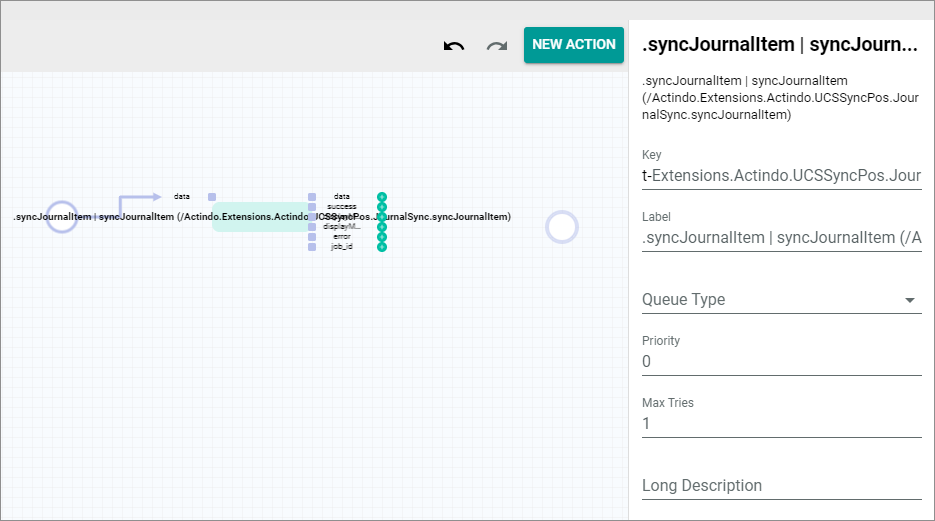 NEW ACTION
.syncJournalItem | syncJourn...
.syncJournalItem | syncJournalItem
(/Actindo.Extensions.Actindo.UCSSyncPos.Jour
nalSync.syncJournalItem)
Key
t-Extensions.Actindo.UCSSyncPos.Jour
Label
.syncJournalItem | syncJournalItem (/A
Queue Type
Priority
0
Max Tries
1
Long Description
data
data
success
.syncJournalItem | syncJournalItem (/Actindo.Extensions.Actindo.UCSSyncPos.JournalSync.syncJournalItem)
displayM...
error
job_id